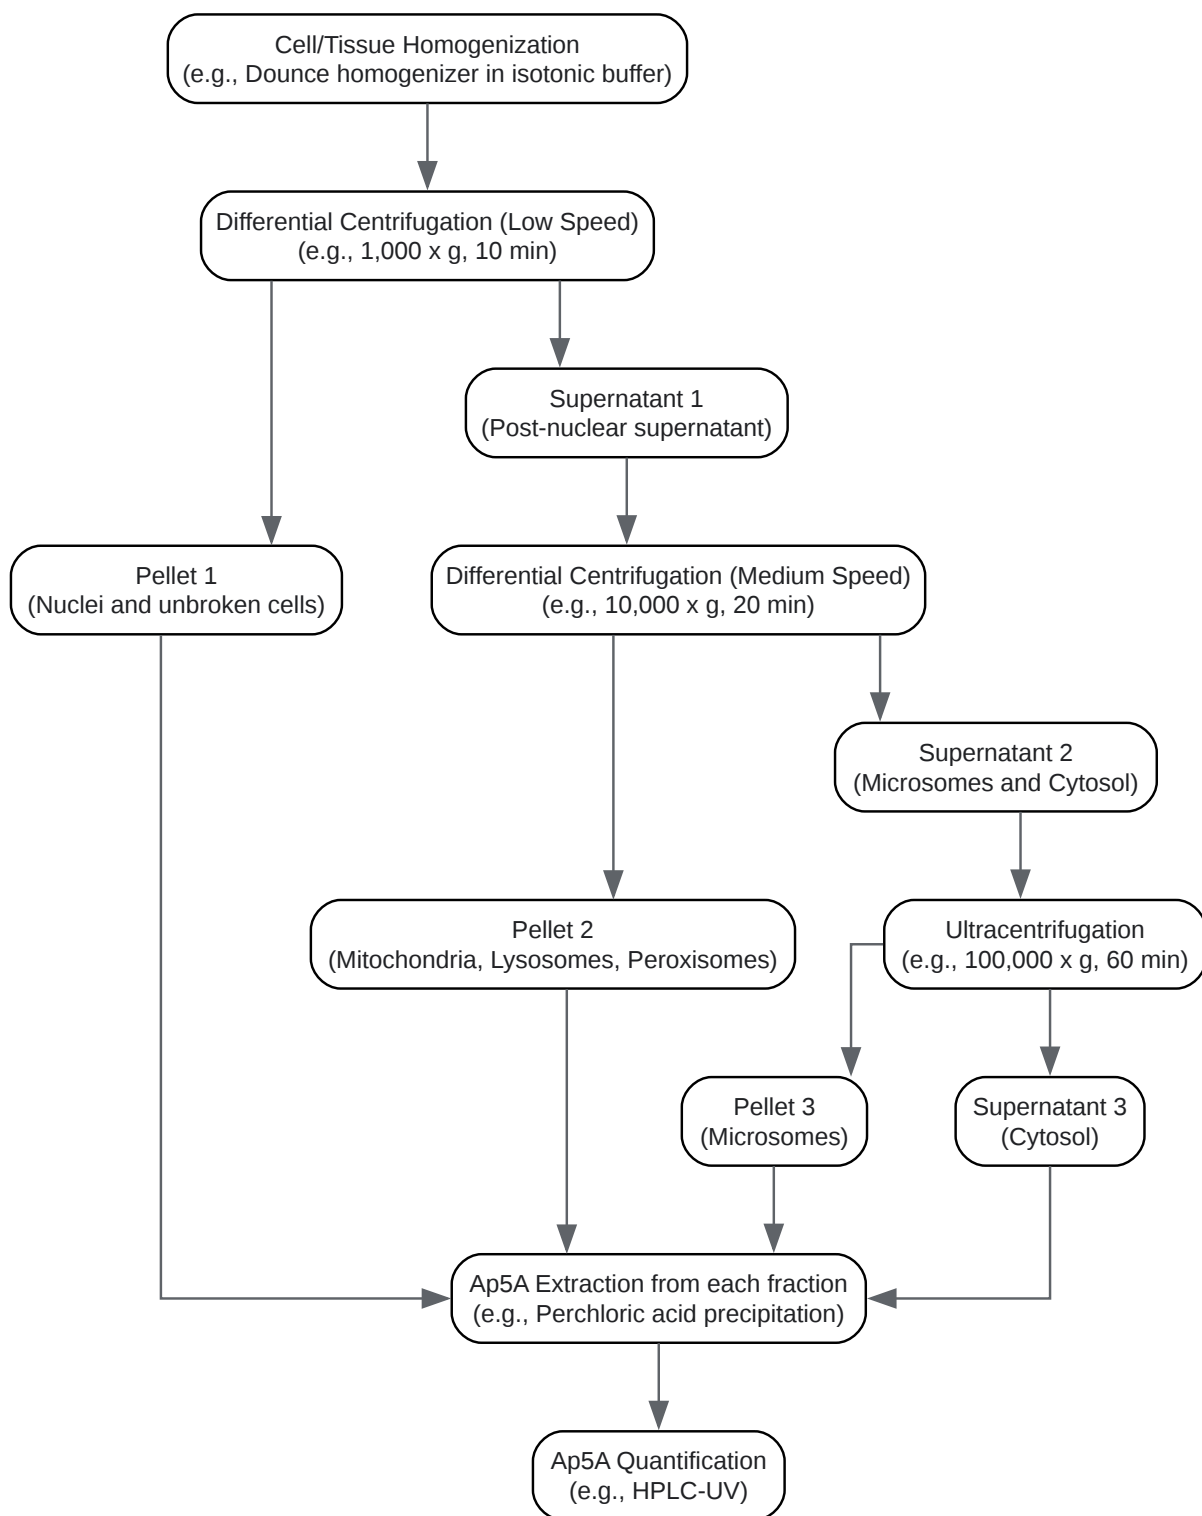 Cell/Tissue Homogenization
(e.g., Dounce homogenizer in isotonic buffer)
Differential Centrifugation (Low Speed)
(e.g., 1,000 x g, 10 min)
Supernatant 1
(Post-nuclear supernatant)
Pellet 1
(Nuclei and unbroken cells)
Differential Centrifugation (Medium Speed)
(e.g., 10,000 x g, 20 min)
Supernatant 2
(Microsomes and Cytosol)
Pellet 2
(Mitochondria, Lysosomes, Peroxisomes)
Ultracentrifugation
(e.g., 100,000 x g, 60 min)
Pellet 3
(Microsomes)
Supernatant 3
(Cytosol)
Ap5A Extraction from each fraction
(e.g., Perchloric acid precipitation)
Ap5A Quantification
(e.g., HPLC-UV)